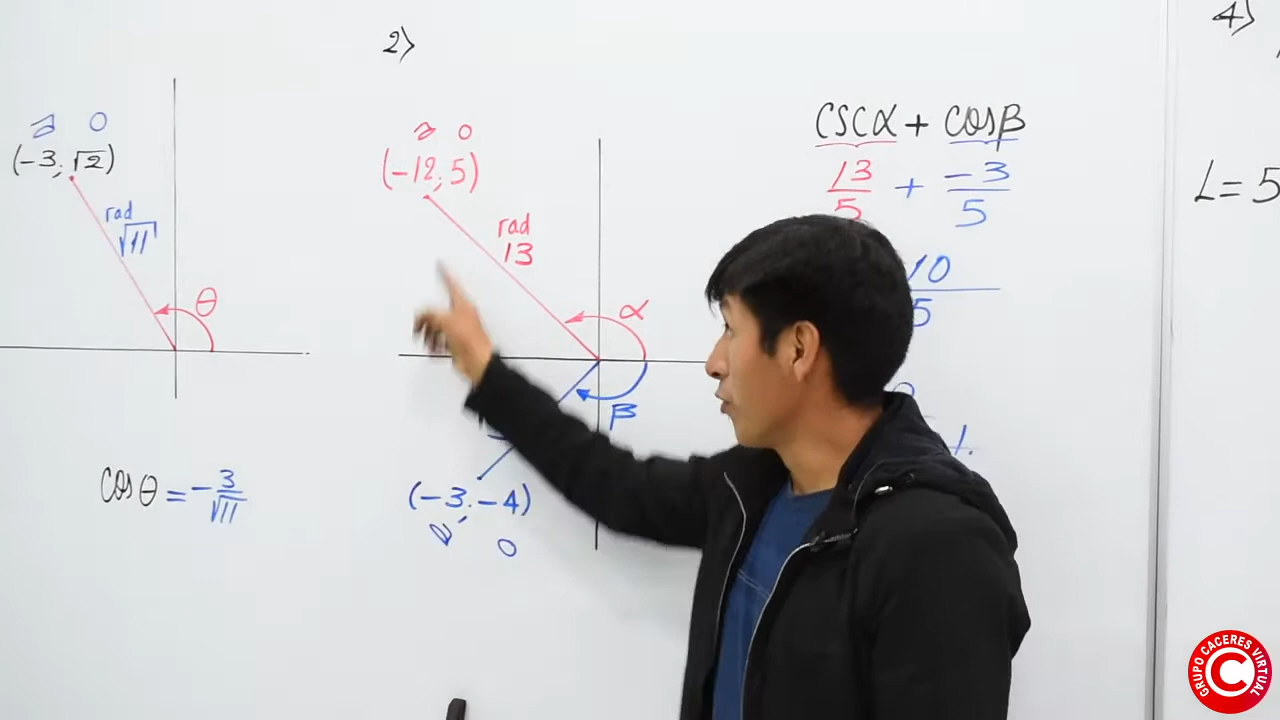 2)
4)
a o
(-3; √2)
rad
√11
θ
cos θ = -3/√11
a o
(-12; 5)
rad
13
α
β
(-3; -4)
a o
cscα + cosβ
13/5 + -3/5
10
5
L = 5
GRUPO CACERES VIRTUAL
C